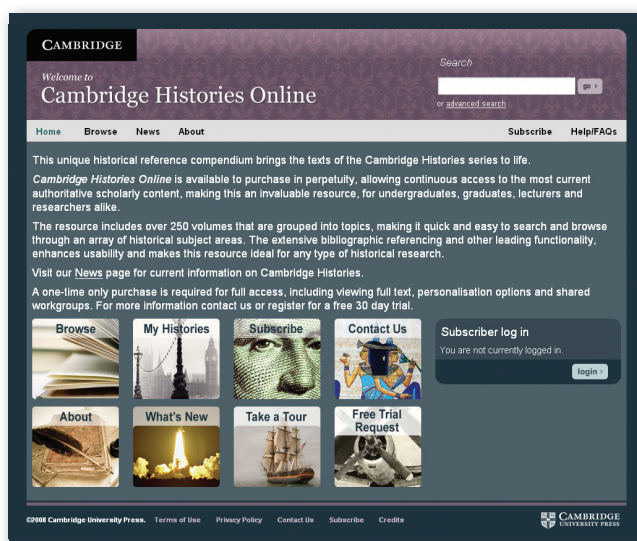 CAMBRIDGE
Welcome to
Cambridge Histories Online
Search
go ›
or advanced search
Home Browse News About Subscribe Help/FAQs
This unique historical reference compendium brings the texts of the Cambridge Histories series to life.
Cambridge Histories Online is available to purchase in perpetuity, allowing continuous access to the most current
authoritative scholarly content, making this an invaluable resource, for undergraduates, graduates, lecturers and
researchers alike.
The resource includes over 250 volumes that are grouped into topics, making it quick and easy to search and browse
through an array of historical subject areas. The extensive bibliographic referencing and other leading functionality,
enhances usability and makes this resource ideal for any type of historical research.
Visit our News page for current information on Cambridge Histories.
A one-time only purchase is required for full access, including viewing full text, personalisation options and shared
workgroups. For more information contact us or register for a free 30 day trial.
Browse My Histories Subscribe Contact Us
Subscriber log in
You are not currently logged in.
login ›
About What's New Take a Tour Free Trial
Request
©2008 Cambridge University Press. Terms of Use Privacy Policy Contact Us Subscribe Credits
CAMBRIDGE
UNIVERSITY PRESS